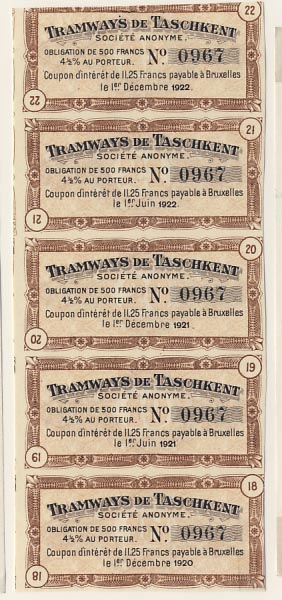 22
TRAMWAYS DE TASCHKENT
SOCIÉTÉ ANONYME.
OBLIGATION DE 500 FRANCS
4½% AU PORTEUR.
No. 0967
Coupon d'intérêt de 11.25 Francs payable à Bruxelles
le 1er Décembre 1922.
22
21
TRAMWAYS DE TASCHKENT
SOCIÉTÉ ANONYME.
OBLIGATION DE 500 FRANCS
4½% AU PORTEUR.
No. 0967
Coupon d'intérêt de 11.25 Francs payable à Bruxelles
le 1er Juin 1922.
21
20
TRAMWAYS DE TASCHKENT
SOCIÉTÉ ANONYME.
OBLIGATION DE 500 FRANCS
4½% AU PORTEUR.
No. 0967
Coupon d'intérêt de 11.25 Francs payable à Bruxelles
le 1er Décembre 1921
20
19
TRAMWAYS DE TASCHKENT
SOCIÉTÉ ANONYME.
OBLIGATION DE 500 FRANCS
4½% AU PORTEUR.
No. 0967
Coupon d'intérêt de 11.25 Francs payable à Bruxelles
le 1er Juin 1921
19
18
TRAMWAYS DE TASCHKENT
SOCIÉTÉ ANONYME.
OBLIGATION DE 500 FRANCS
4½% AU PORTEUR.
No. 0967
Coupon d'intérêt de 11.25 Francs payable à Bruxelles
le 1er Décembre 1920
18